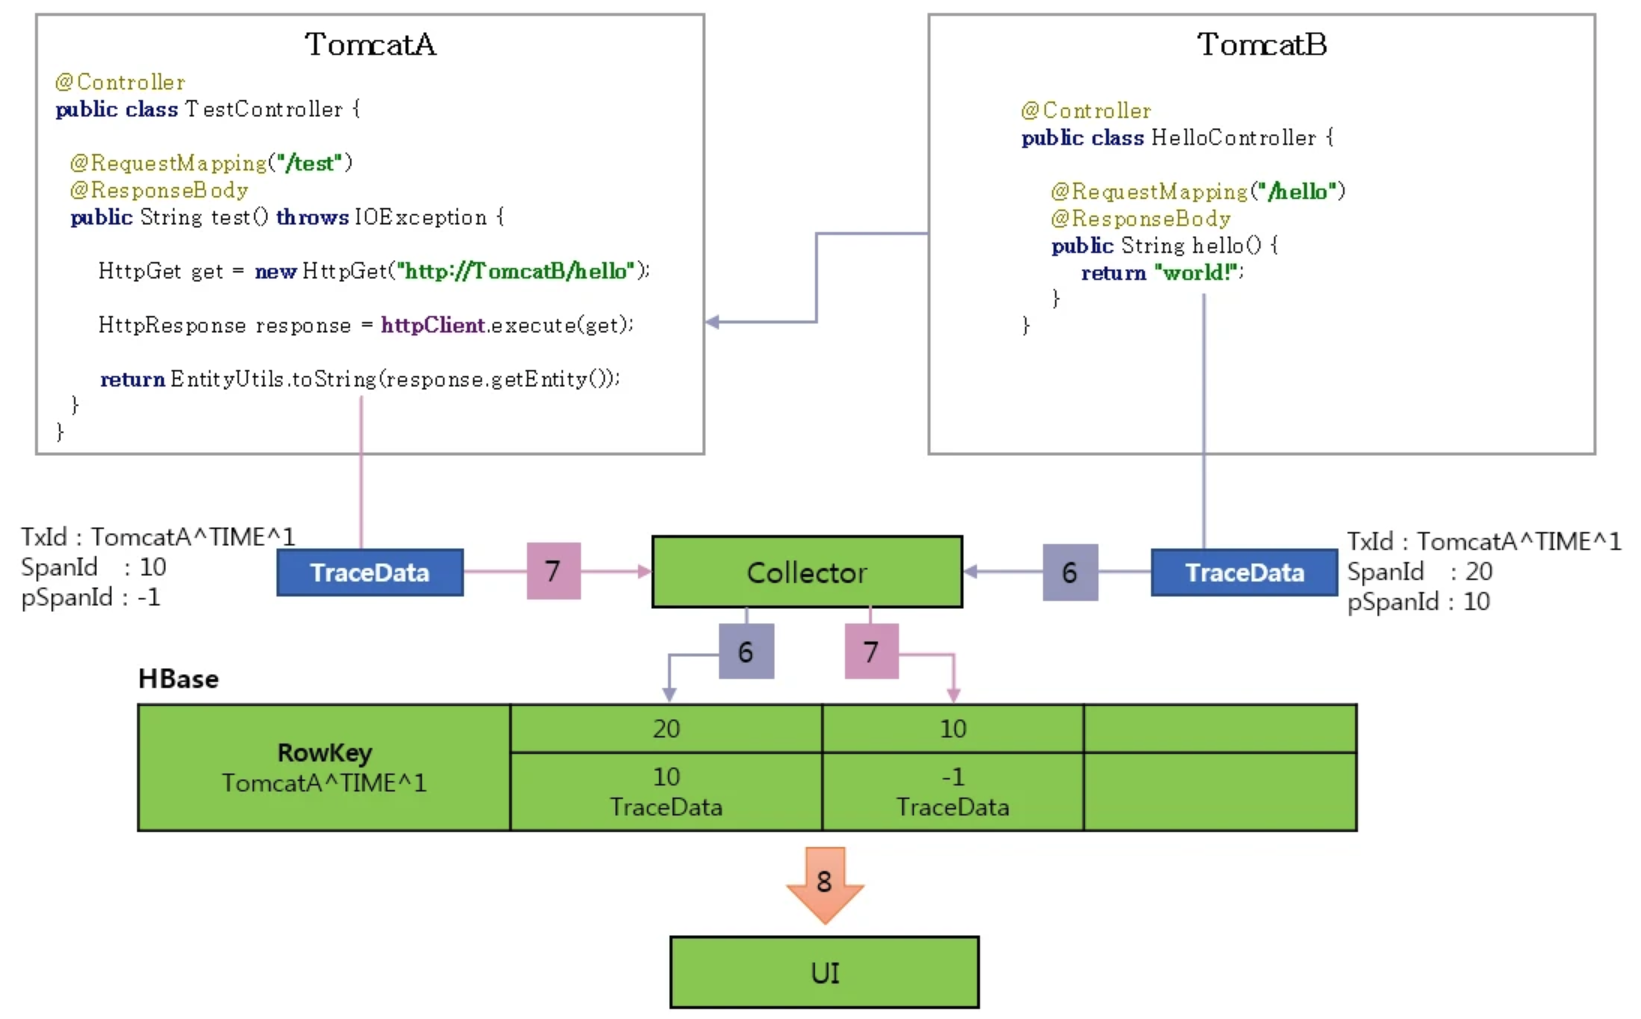 TomcatA
@Controller
public class TestController {
@RequestMapping("/test")
@ResponseBody
public String test() throws IOException {
HttpGet get = new HttpGet("http://TomcatB/hello");
HttpResponse response = httpClient.execute(get);
return EntityUtils.toString(response.getEntity());
}
}
TomcatB
@Controller
public class HelloController {
@RequestMapping("/hello")
@ResponseBody
public String hello() {
return "world!";
}
}
TxId : TomcatA^TIME^1
SpanId : 10
pSpanId : -1
TraceData
7
Collector
6
TraceData
TxId : TomcatA^TIME^1
SpanId : 20
pSpanId : 10
6
7
HBase
RowKey
TomcatA^TIME^1
20
10
10
TraceData
-1
TraceData
8
UI